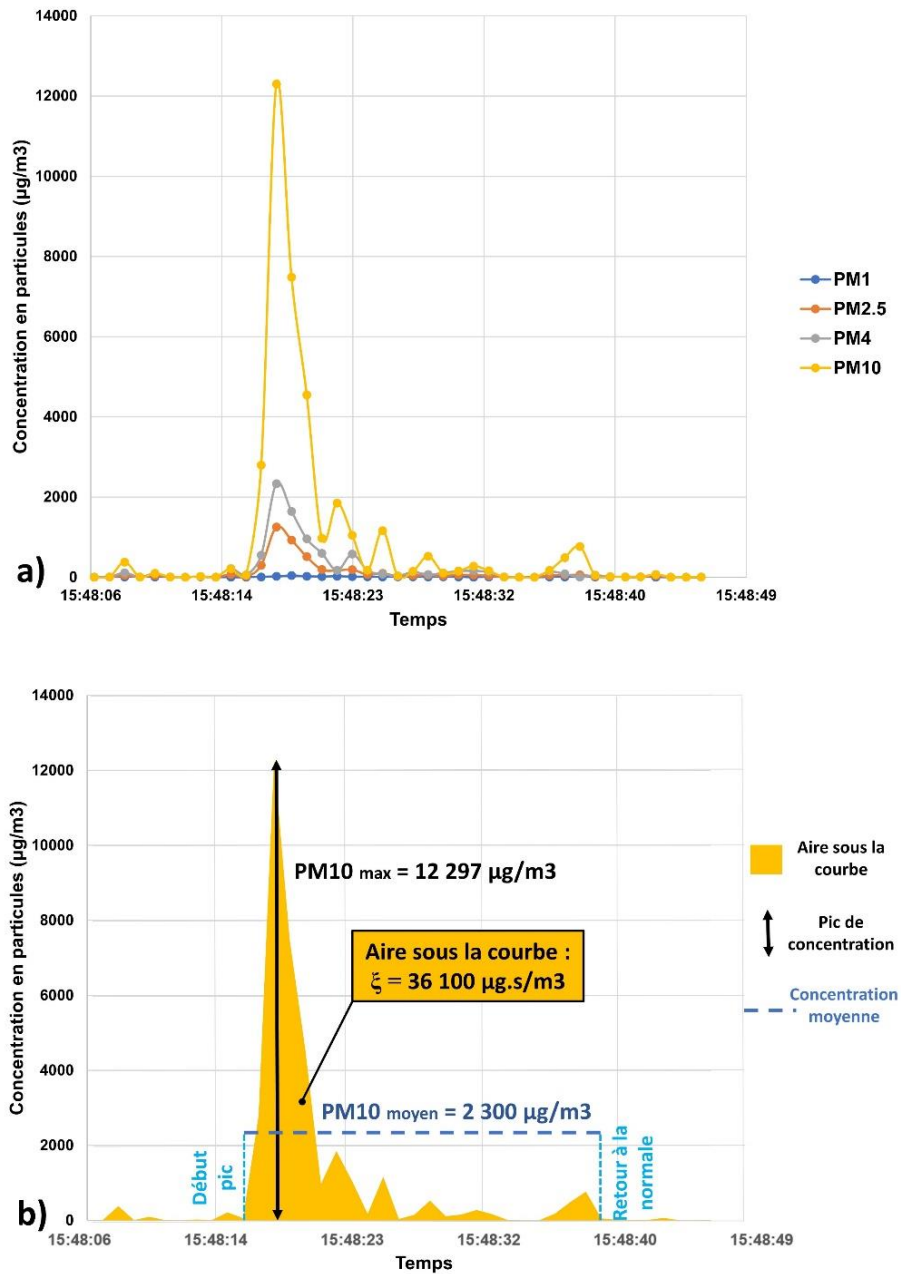 14000
12000
10000
8000
6000
4000
2000
0
Concentration en particules (µg/m3)
PM1
PM2.5
PM4
PM10
a)
15:48:06 15:48:14 15:48:23 15:48:32 15:48:40 15:48:49
Temps
14000
12000
10000
8000
6000
4000
2000
0
Concentration en particules (µg/m3)
PM10 max = 12 297 µg/m3
Aire sous la courbe :
ξ = 36 100 µg.s/m3
PM10 moyen = 2 300 µg/m3
Début
pic
Retour à la
normale
Aire sous la
courbe
Pic de
concentration
Concentration
moyenne
b)
15:48:06 15:48:14 15:48:23 15:48:32 15:48:40 15:48:49
Temps